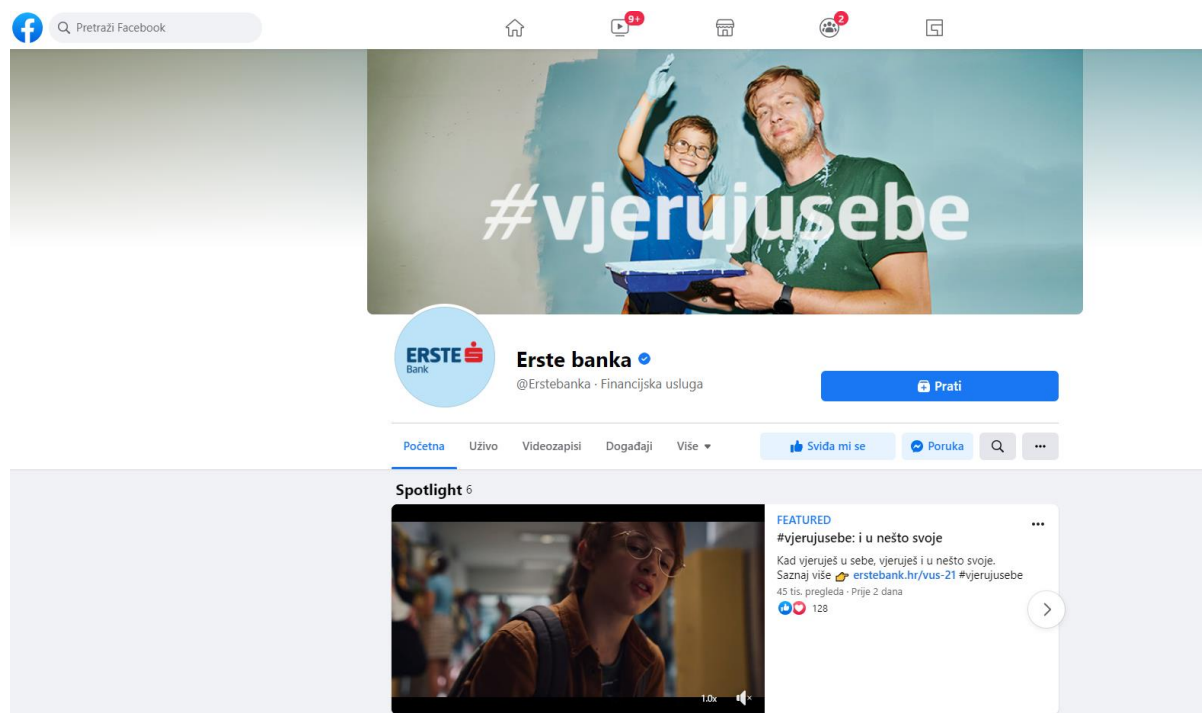 Pretraži Facebook
9+
2
#vjerujusebe
ERSTE
Bank
Erste banka
@Erstebanka · Financijska usluga
Prati
Početna Uživo Videozapisi Događaji Više Sviđa mi se Poruka
Spotlight 6
FEATURED
#vjerujusebe: i u nešto svoje
Kad vjeruješ u sebe, vjeruješ i u nešto svoje.
Saznaj više 👉 erstebank.hr/vus-21 #vjerujusebe
45 tis. pregleda · Prije 2 dana
128
1.0x